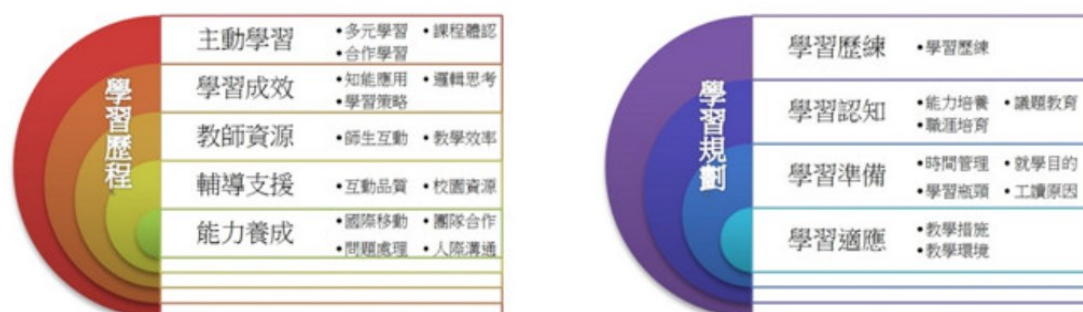 學習歷程
主動學習
•多元學習 •課程體認
•合作學習
學習成效
•知能應用 •邏輯思考
•學習策略
教師資源
•師生互動 •教學效率
輔導支援
•互動品質 •校園資源
能力養成
•國際移動 •團隊合作
•問題處理 •人際溝通
學習規劃
學習歷練
•學習歷練
學習認知
•能力培養 •議題教育
•職涯培育
學習準備
•時間管理 •就學目的
•學習瓶頸 •工讀原因
學習適應
•教學措施
•教學環境